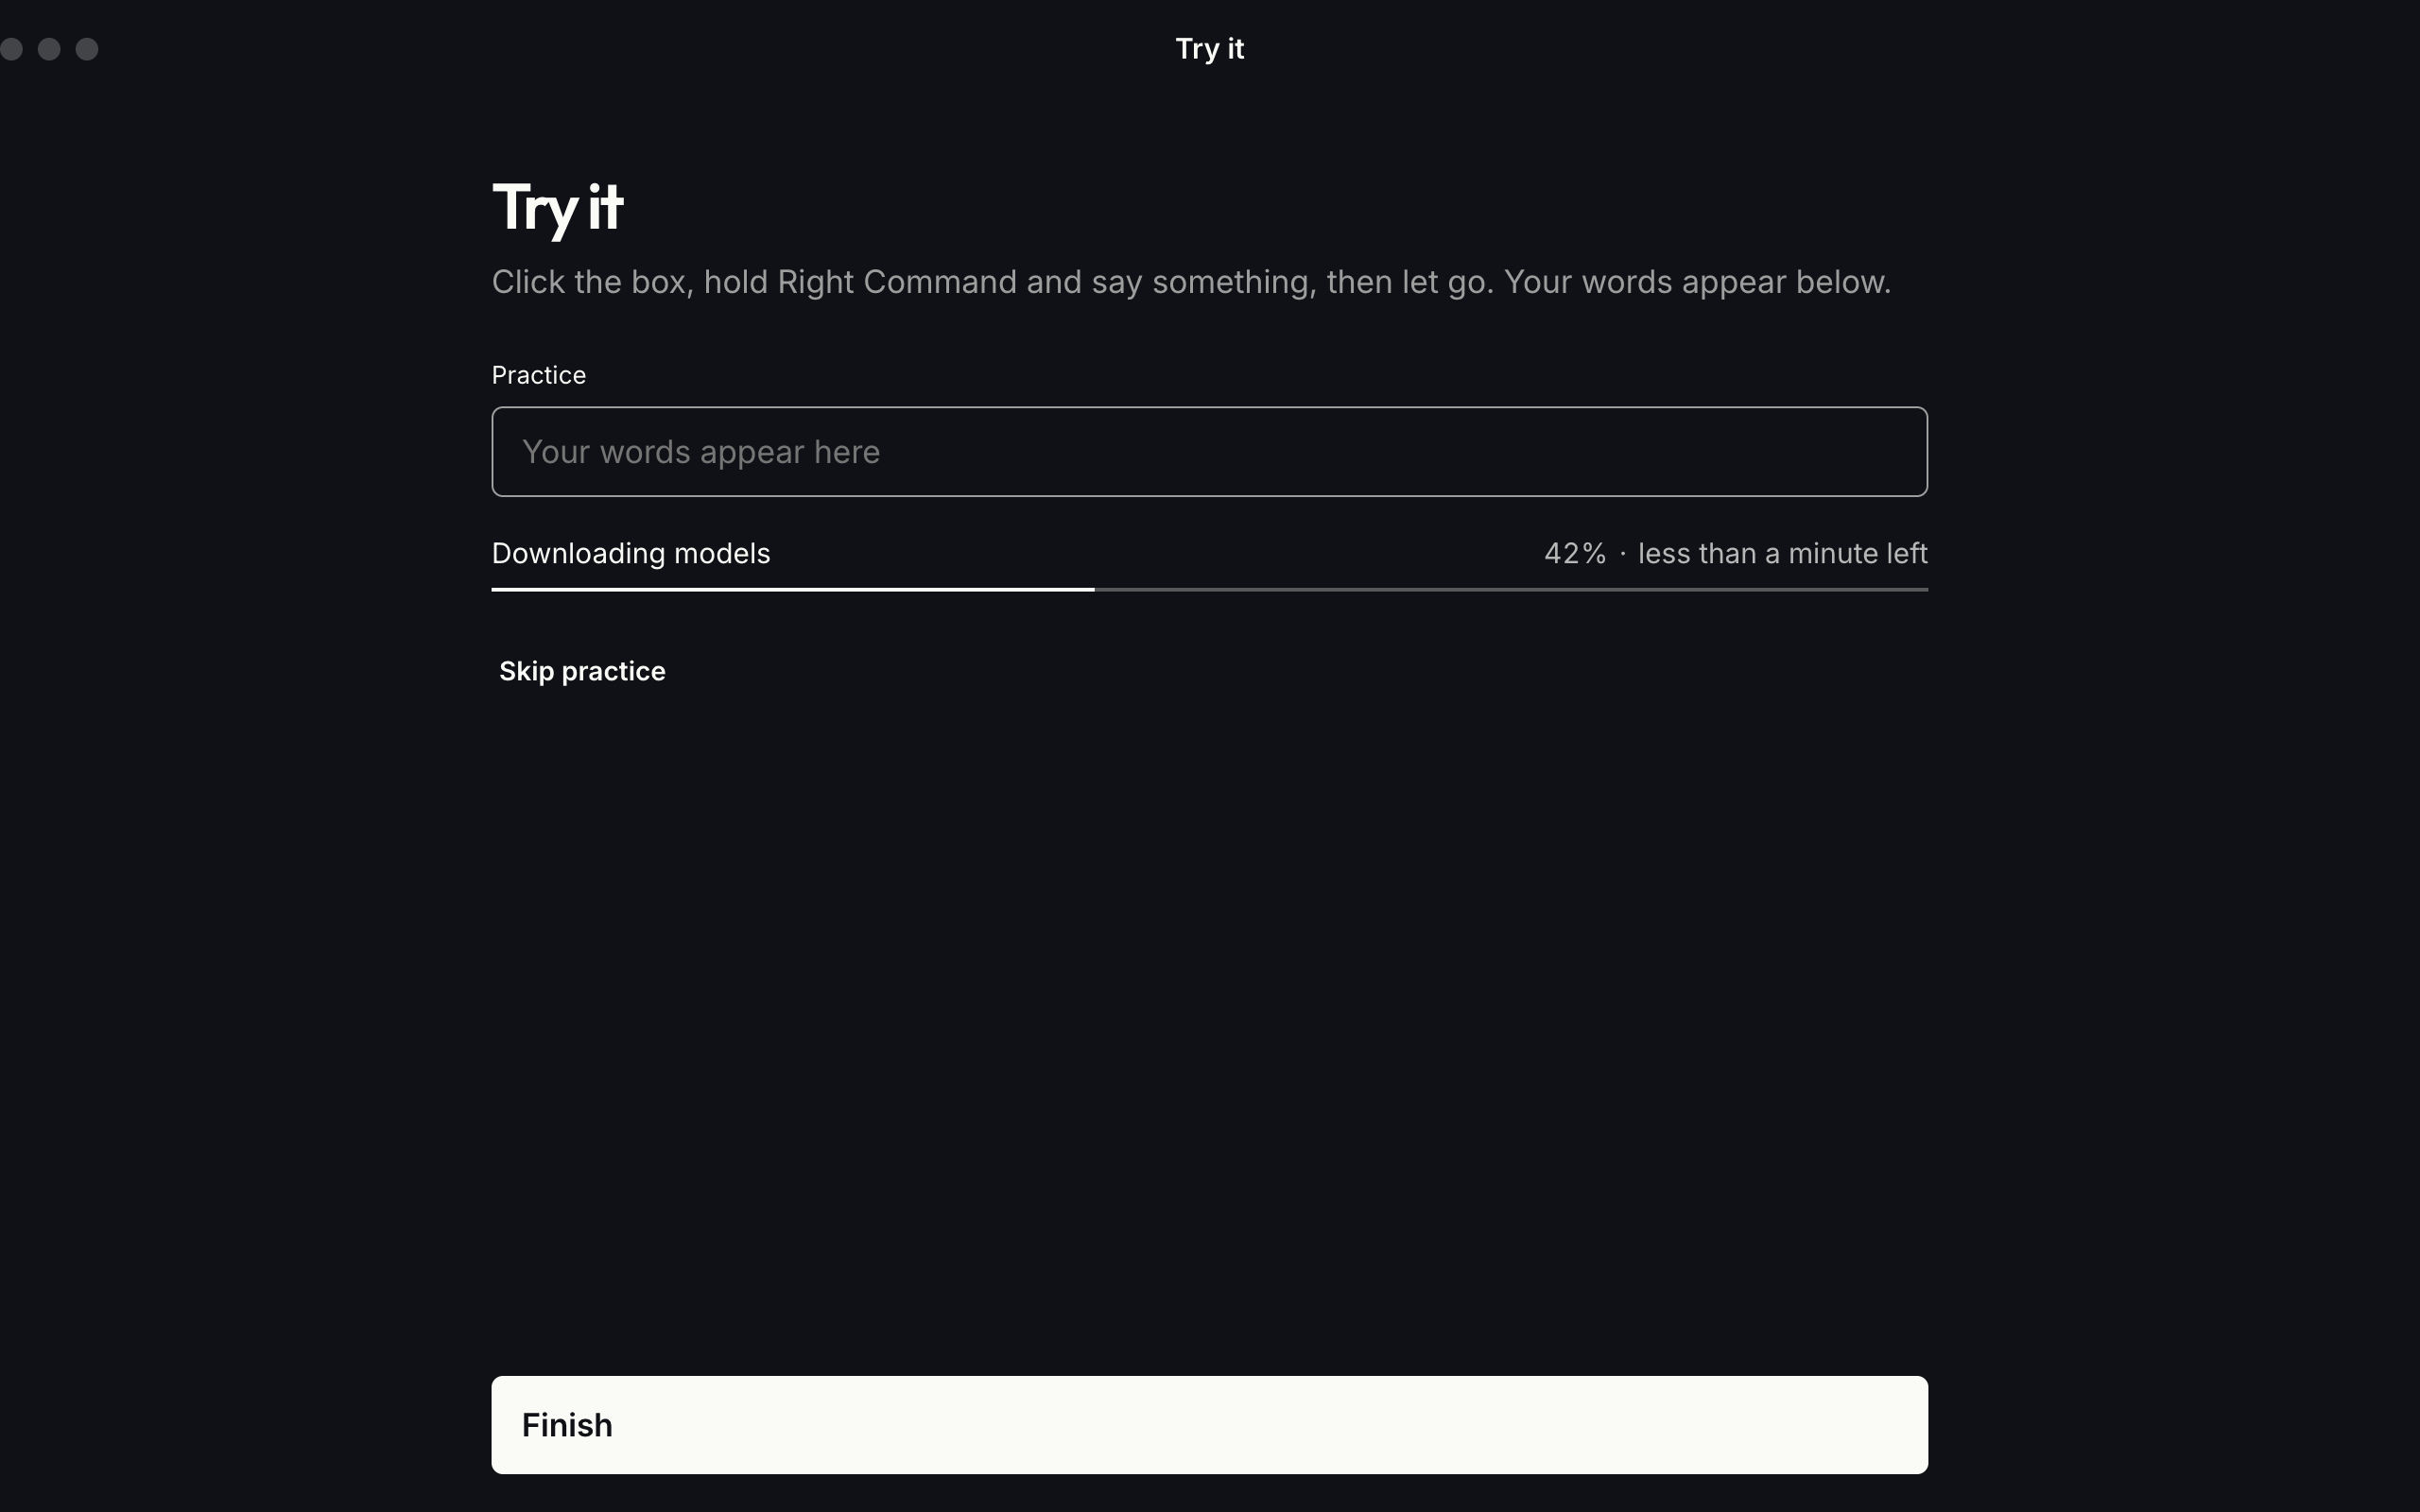 Try it
Try it
Click the box, hold Right Command and say something, then let go. Your words appear below.
Practice
Your words appear here
Downloading models
42% · less than a minute left
Skip practice
Finish